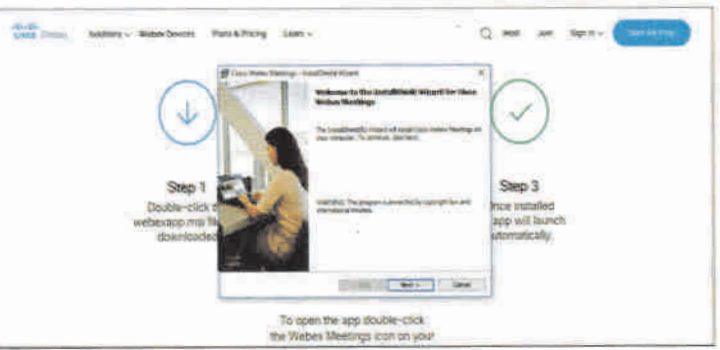 Solutions Webex Devices Plans & Pricing Learn
Host Join Sign In Start for Free
Cisco Webex Meetings - InstallShield Wizard
Welcome to the InstallShield Wizard for Cisco
Webex Meetings
The InstallShield(R) Wizard will install Cisco Webex Meetings on
your computer. To continue, click Next.
WARNING: This program is protected by copyright law and
international treaties.
Next > Cancel
Step 1
Double-click
webexapp.msi
downloaded
Step 3
Once installed
app will launch
automatically.
To open the app double-click
the Webex Meetings icon on your